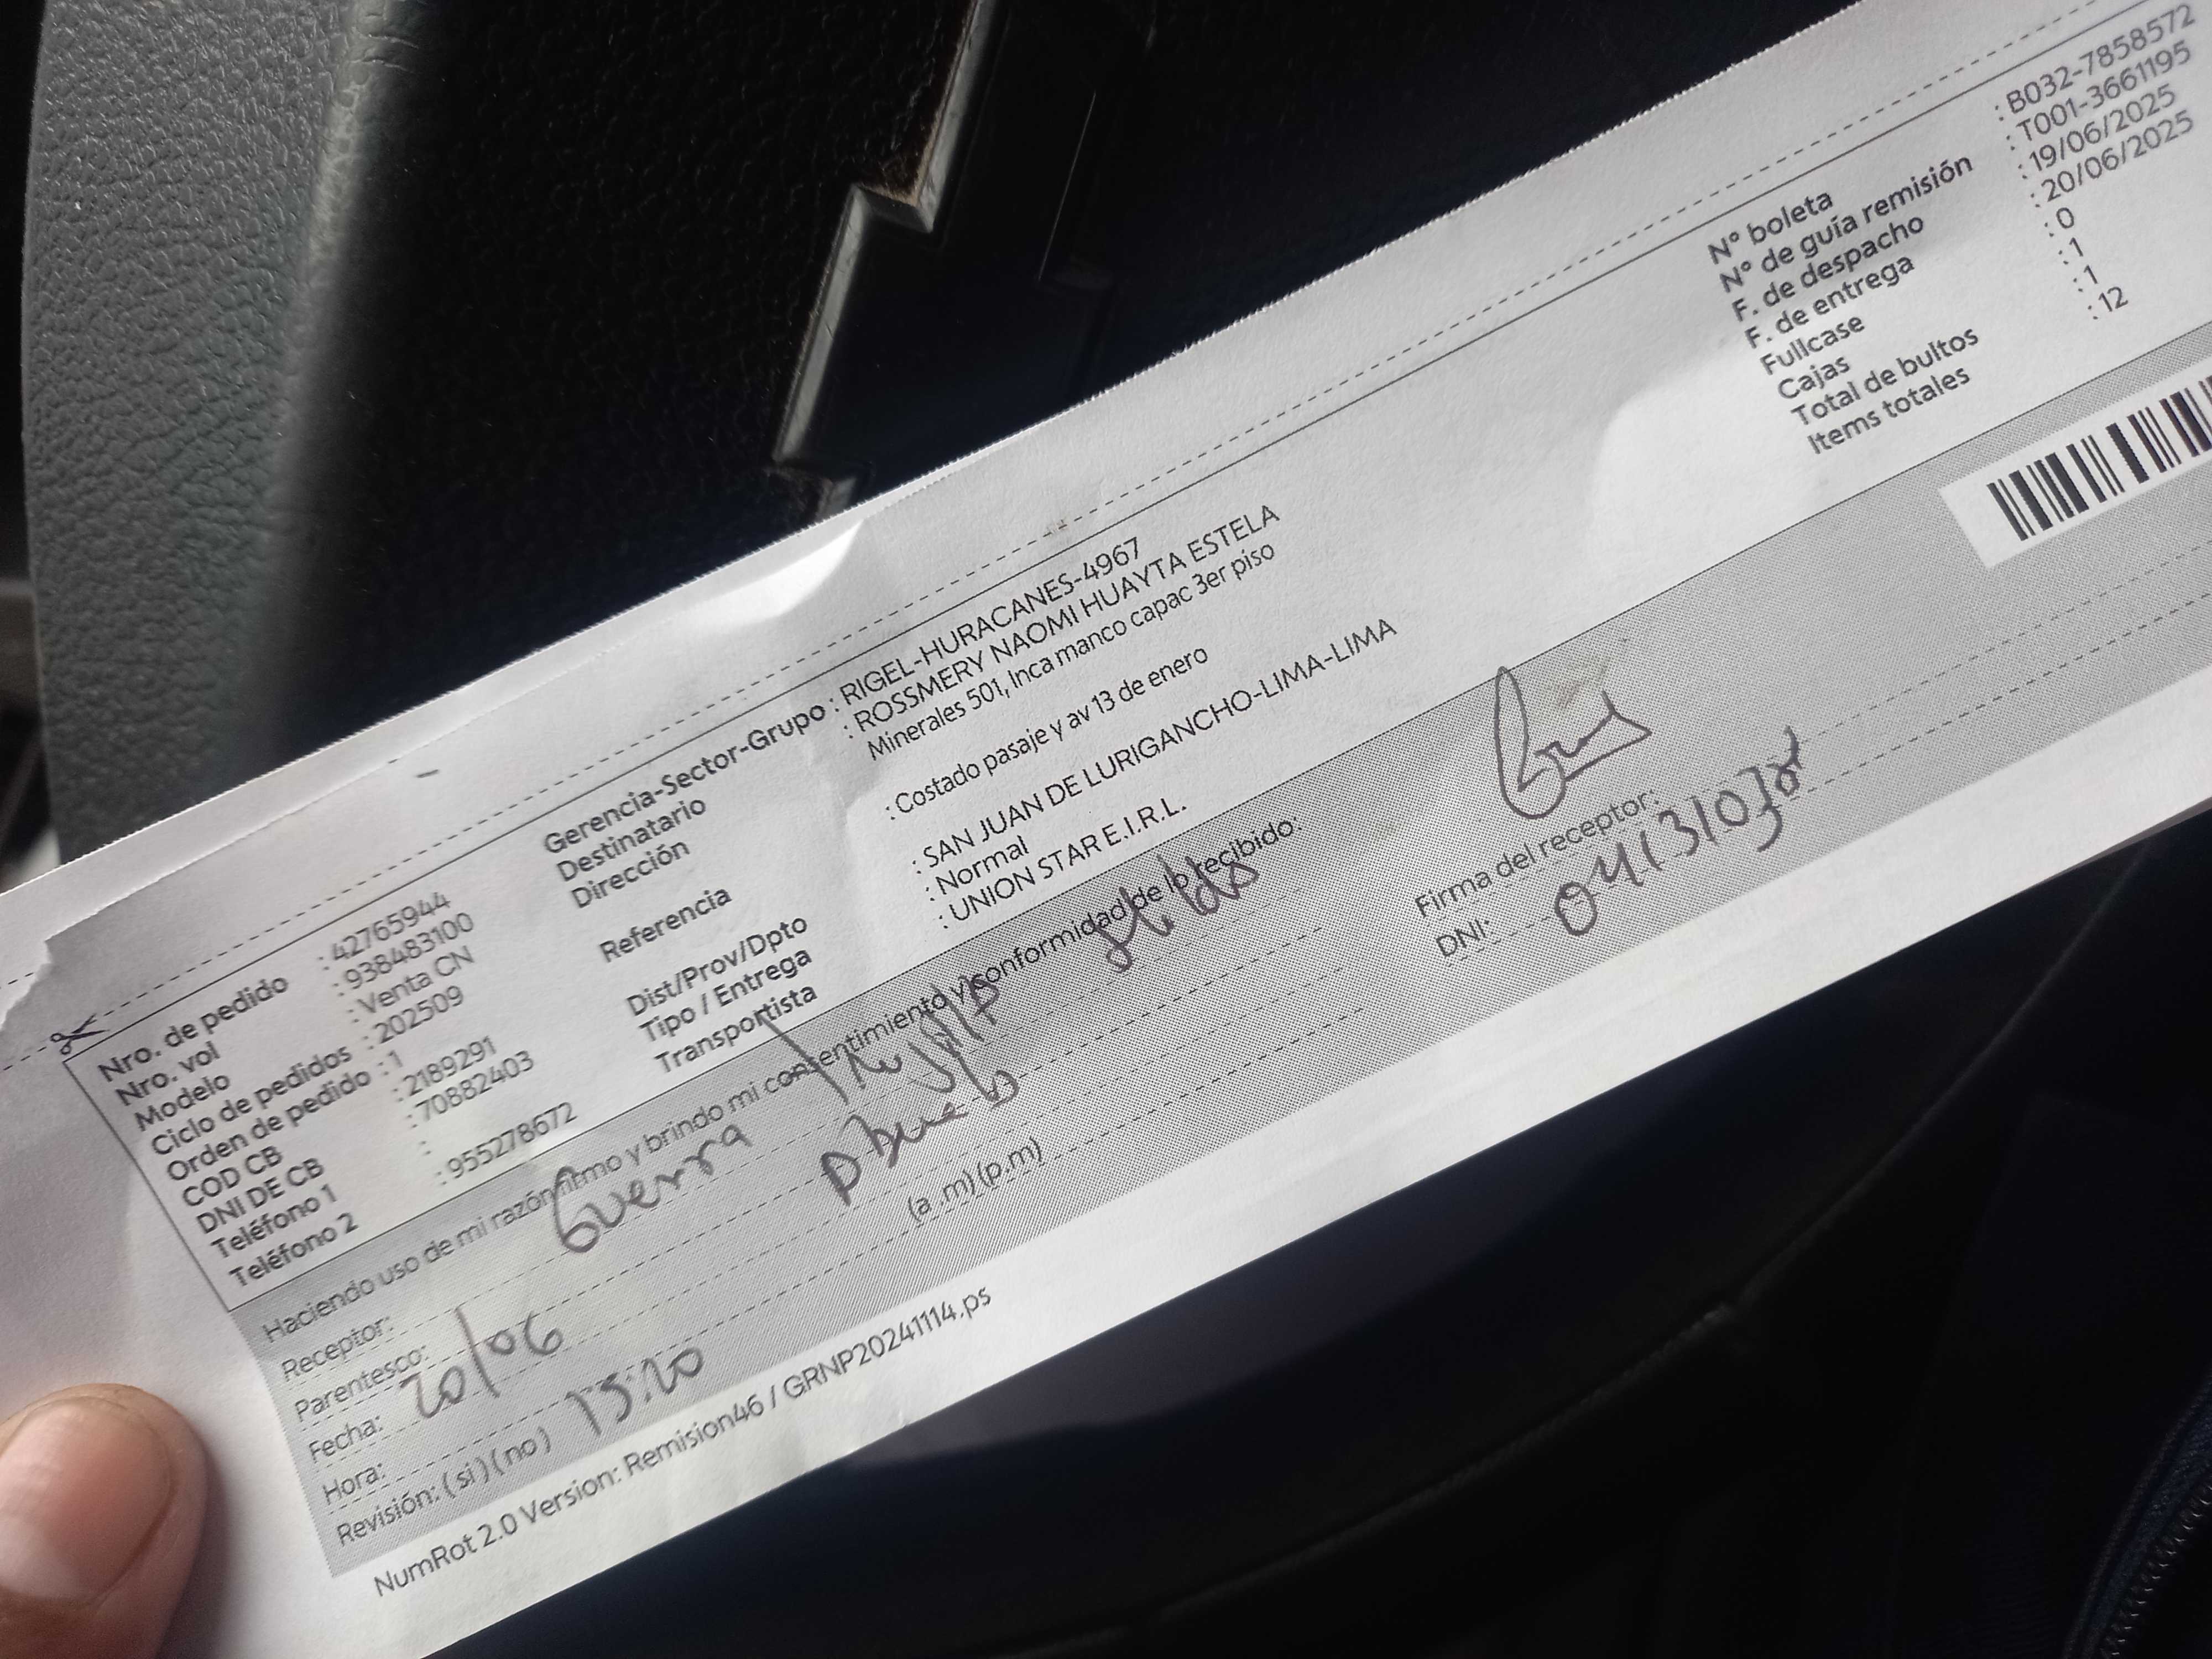 Nro. de pedido : 42765944
Nro. vol : 938483100
Modelo : Venta CN
Ciclo de pedidos : 202509
Orden de pedido : 1
COD CB : 2189291
DNI DE CB : 70882403
Teléfono 1 :
Teléfono 2 : 955278672
Gerencia-Sector-Grupo : RIGEL-HURACANES-4967
Destinatario : ROSSMERY NAOMI HUAYTA ESTELA
Dirección : Minerales 501, Inca manco capac 3er piso
Referencia : Costado pasaje y av 13 de enero
Dist/Prov/Dpto : SAN JUAN DE LURIGANCHO-LIMA-LIMA
Tipo / Entrega : Normal
Transportista : UNION STAR E.I.R.L.
N° boleta : B032-7858572
N° de guía remisión : T001-3661195
F. de despacho : 19/06/2025
F. de entrega : 20/06/2025
Fullcase : 0
Cajas : 1
Total de bultos : 1
Items totales : 12
Haciendo uso de mi razón firmo y brindo mi consentimiento y conformidad de lo recibido:
Receptor: Guerra
Parentesco:
Fecha: 20/06
Hora: (a .m) (p.m)
Revisión: (si) (no) 13:20
Firma del receptor:
DNI:
NumRot 2.0 Version: Remision46 / GRNP20241114.ps